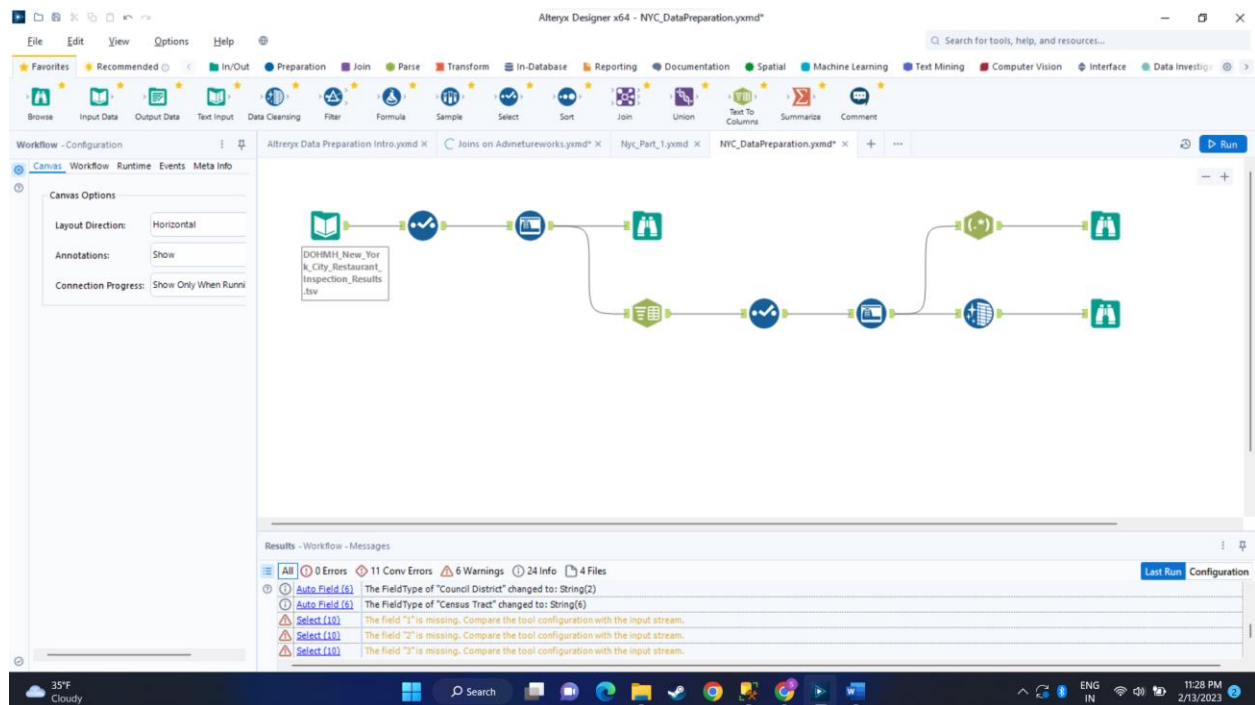 Alteryx Designer x64 - NYC_DataPreparation.yxmd*
File Edit View Options Help
Search for tools, help, and resources...
Favorites Recommended In/Out Preparation Join Parse Transform In-Database Reporting Documentation Spatial Machine Learning Text Mining Computer Vision Interface Data Investig
Browse Input Data Output Data Text Input Data Cleansing Filter Formula Sample Select Sort Join Union Text To Columns Summarize Comment
Workflow - Configuration
Altreryx Data Preparation Intro.yxmd Joins on Advnetureworks.yxmd* Nyc_Part_1.yxmd NYC_DataPreparation.yxmd*
Run
Canvas Workflow Runtime Events Meta Info
Canvas Options
Layout Direction: Horizontal
Annotations: Show
Connection Progress: Show Only When Runni
DOHMH_New_Yor
k_City_Restaurant_
Inspection_Results
.tsv
Results - Workflow - Messages
All 0 Errors 11 Conv Errors 6 Warnings 24 Info 4 Files
Last Run Configuration
Auto Field (6) The FieldType of "Council District" changed to: String(2)
Auto Field (6) The FieldType of "Census Tract" changed to: String(6)
Select (10) The field "1" is missing. Compare the tool configuration with the input stream.
Select (10) The field "2" is missing. Compare the tool configuration with the input stream.
Select (10) The field "3" is missing. Compare the tool configuration with the input stream.
35°F
Cloudy
Search
ENG
IN
11:28 PM
2/13/2023
2